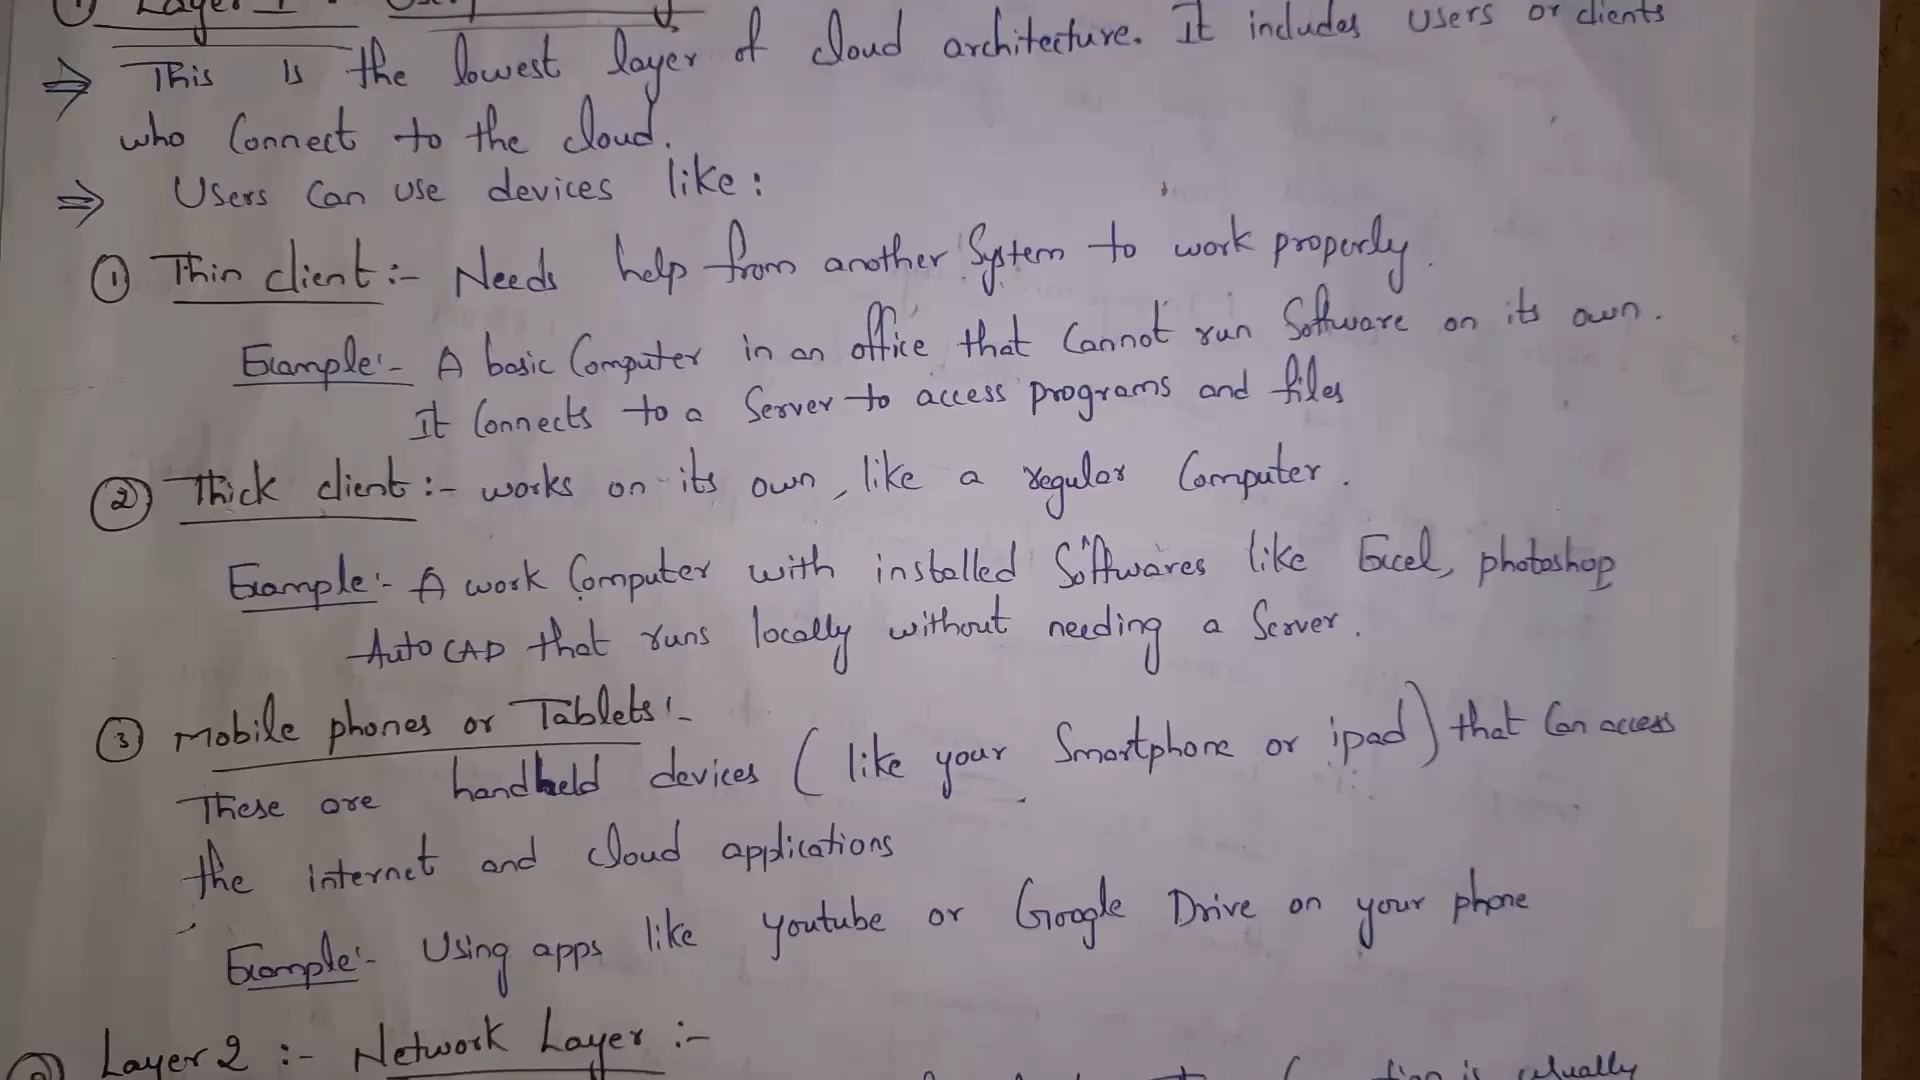 ① Layer 1 :
⇒ This is the lowest layer of cloud architecture. It includes users or clients
who connect to the cloud.
⇒ Users can use devices like :
① Thin client :- Needs help from another System to work properly.
Example :- A basic Computer in an office that cannot run Software on its own.
It connects to a Server to access programs and files
② Thick client :- works on its own, like a regular Computer.
Example :- A work Computer with installed Softwares like Excel, photoshop
AutoCAD that runs locally without needing a Server.
③ Mobile phones or Tablets :-
These are handheld devices (like your Smartphone or ipad) that can access
the internet and cloud applications
Example :- Using apps like youtube or Google Drive on your phone
② Layer 2 :- Network Layer :-
is usually